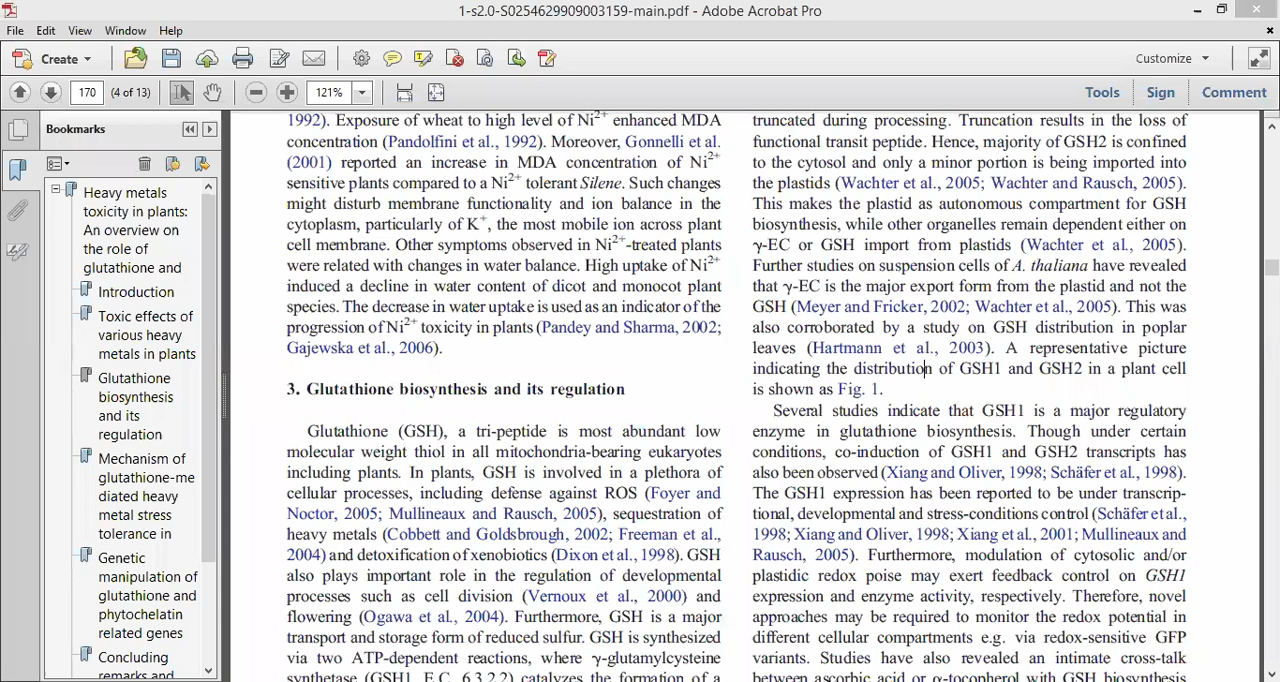 1-s2.0-S0254629909003159-main.pdf - Adobe Acrobat Pro
File Edit View Window Help
Create
Customize
170 (4 of 13) 121%
Tools Sign Comment
Bookmarks
Heavy metals
toxicity in plants:
An overview on
the role of
glutathione and
Introduction
Toxic effects of
various heavy
metals in plants
Glutathione
biosynthesis
and its
regulation
Mechanism of
glutathione-me
diated heavy
metal stress
tolerance in
Genetic
manipulation of
glutathione and
phytochelatin
related genes
Concluding
remarks and
1992). Exposure of wheat to high level of Ni2+ enhanced MDA
concentration (Pandolfini et al., 1992). Moreover, Gonnelli et al.
(2001) reported an increase in MDA concentration of Ni2+
sensitive plants compared to a Ni2+ tolerant Silene. Such changes
might disturb membrane functionality and ion balance in the
cytoplasm, particularly of K+, the most mobile ion across plant
cell membrane. Other symptoms observed in Ni2+-treated plants
were related with changes in water balance. High uptake of Ni2+
induced a decline in water content of dicot and monocot plant
species. The decrease in water uptake is used as an indicator of the
progression of Ni2+ toxicity in plants (Pandey and Sharma, 2002;
Gajewska et al., 2006).
3. Glutathione biosynthesis and its regulation
Glutathione (GSH), a tri-peptide is most abundant low
molecular weight thiol in all mitochondria-bearing eukaryotes
including plants. In plants, GSH is involved in a plethora of
cellular processes, including defense against ROS (Foyer and
Noctor, 2005; Mullineaux and Rausch, 2005), sequestration of
heavy metals (Cobbett and Goldsbrough, 2002; Freeman et al.,
2004) and detoxification of xenobiotics (Dixon et al., 1998). GSH
also plays important role in the regulation of developmental
processes such as cell division (Vernoux et al., 2000) and
flowering (Ogawa et al., 2004). Furthermore, GSH is a major
transport and storage form of reduced sulfur. GSH is synthesized
via two ATP-dependent reactions, where γ-glutamylcysteine
synthetase (GSH1, E.C. 6.3.2.2) catalyzes the formation of a
truncated during processing. Truncation results in the loss of
functional transit peptide. Hence, majority of GSH2 is confined
to the cytosol and only a minor portion is being imported into
the plastids (Wachter et al., 2005; Wachter and Rausch, 2005).
This makes the plastid as autonomous compartment for GSH
biosynthesis, while other organelles remain dependent either on
γ-EC or GSH import from plastids (Wachter et al., 2005).
Further studies on suspension cells of A. thaliana have revealed
that γ-EC is the major export form from the plastid and not the
GSH (Meyer and Fricker, 2002; Wachter et al., 2005). This was
also corroborated by a study on GSH distribution in poplar
leaves (Hartmann et al., 2003). A representative picture
indicating the distribution of GSH1 and GSH2 in a plant cell
is shown as Fig. 1.
Several studies indicate that GSH1 is a major regulatory
enzyme in glutathione biosynthesis. Though under certain
conditions, co-induction of GSH1 and GSH2 transcripts has
also been observed (Xiang and Oliver, 1998; Schäfer et al., 1998).
The GSH1 expression has been reported to be under transcrip-
tional, developmental and stress-conditions control (Schäfer et al.,
1998; Xiang and Oliver, 1998; Xiang et al., 2001; Mullineaux and
Rausch, 2005). Furthermore, modulation of cytosolic and/or
plastidic redox poise may exert feedback control on GSH1
expression and enzyme activity, respectively. Therefore, novel
approaches may be required to monitor the redox potential in
different cellular compartments e.g. via redox-sensitive GFP
variants. Studies have also revealed an intimate cross-talk
between ascorbic acid or α-tocopherol with GSH biosynthesis